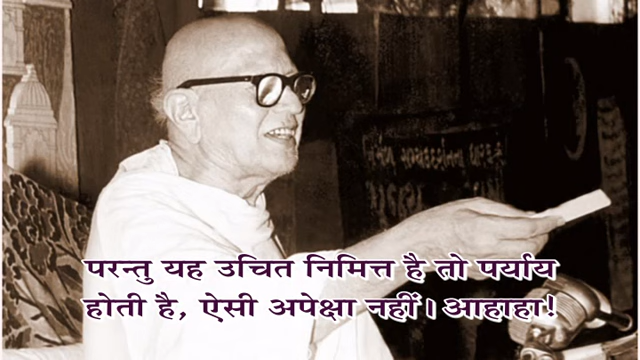 परन्तु यह उचित निमित्त है तो पर्याय
होती है, ऐसी अपेक्षा नहीं। आहाहा!